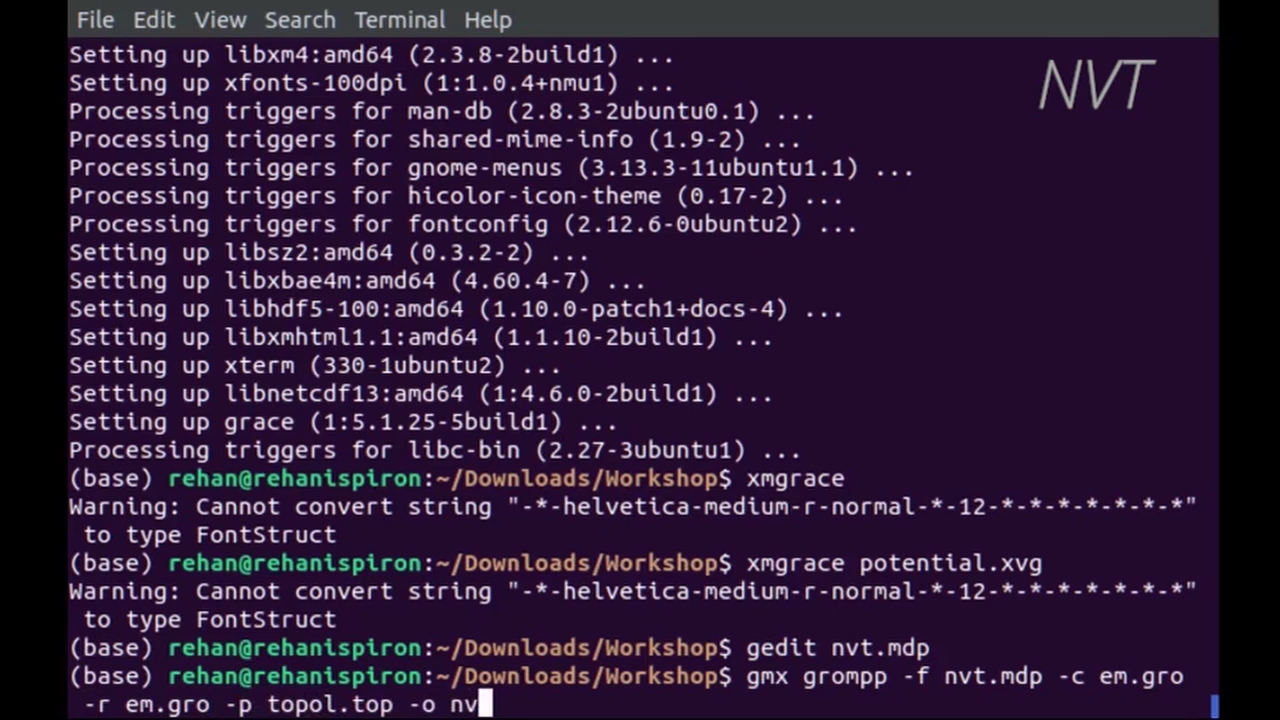 File Edit View Search Terminal Help
NVT
Setting up libxm4:amd64 (2.3.8-2build1) ...
Setting up xfonts-100dpi (1:1.0.4+nmu1) ...
Processing triggers for man-db (2.8.3-2ubuntu0.1) ...
Processing triggers for shared-mime-info (1.9-2) ...
Processing triggers for gnome-menus (3.13.3-11ubuntu1.1) ...
Processing triggers for hicolor-icon-theme (0.17-2) ...
Processing triggers for fontconfig (2.12.6-0ubuntu2) ...
Setting up libsz2:amd64 (0.3.2-2) ...
Setting up libxbae4m:amd64 (4.60.4-7) ...
Setting up libhdf5-100:amd64 (1.10.0-patch1+docs-4) ...
Setting up libxmhtml1.1:amd64 (1.1.10-2build1) ...
Setting up xterm (330-1ubuntu2) ...
Setting up libnetcdf13:amd64 (1:4.6.0-2build1) ...
Setting up grace (1:5.1.25-5build1) ...
Processing triggers for libc-bin (2.27-3ubuntu1) ...
(base) rehan@rehanispiron:~/Downloads/Workshop$ xmgrace
Warning: Cannot convert string "-*-helvetica-medium-r-normal-*-12-*-*-*-*-*-*-*"
to type FontStruct
(base) rehan@rehanispiron:~/Downloads/Workshop$ xmgrace potential.xvg
Warning: Cannot convert string "-*-helvetica-medium-r-normal-*-12-*-*-*-*-*-*-*"
to type FontStruct
(base) rehan@rehanispiron:~/Downloads/Workshop$ gedit nvt.mdp
(base) rehan@rehanispiron:~/Downloads/Workshop$ gmx grompp -f nvt.mdp -c em.gro
-r em.gro -p topol.top -o nv